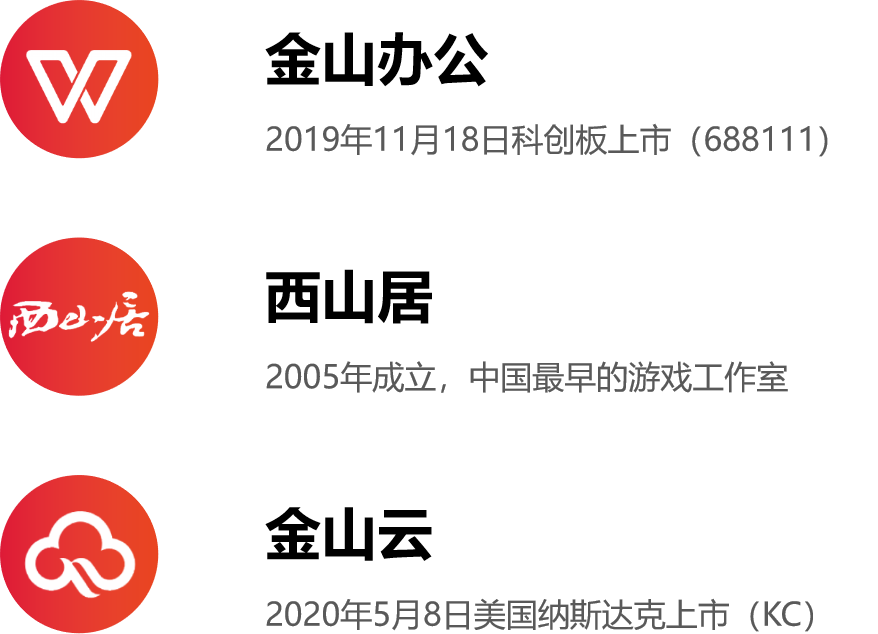 金山办公
2019年11月18日科创板上市（688111）
西山居
西山居
2005年成立，中国最早的游戏工作室
金山云
2020年5月8日美国纳斯达克上市（KC）